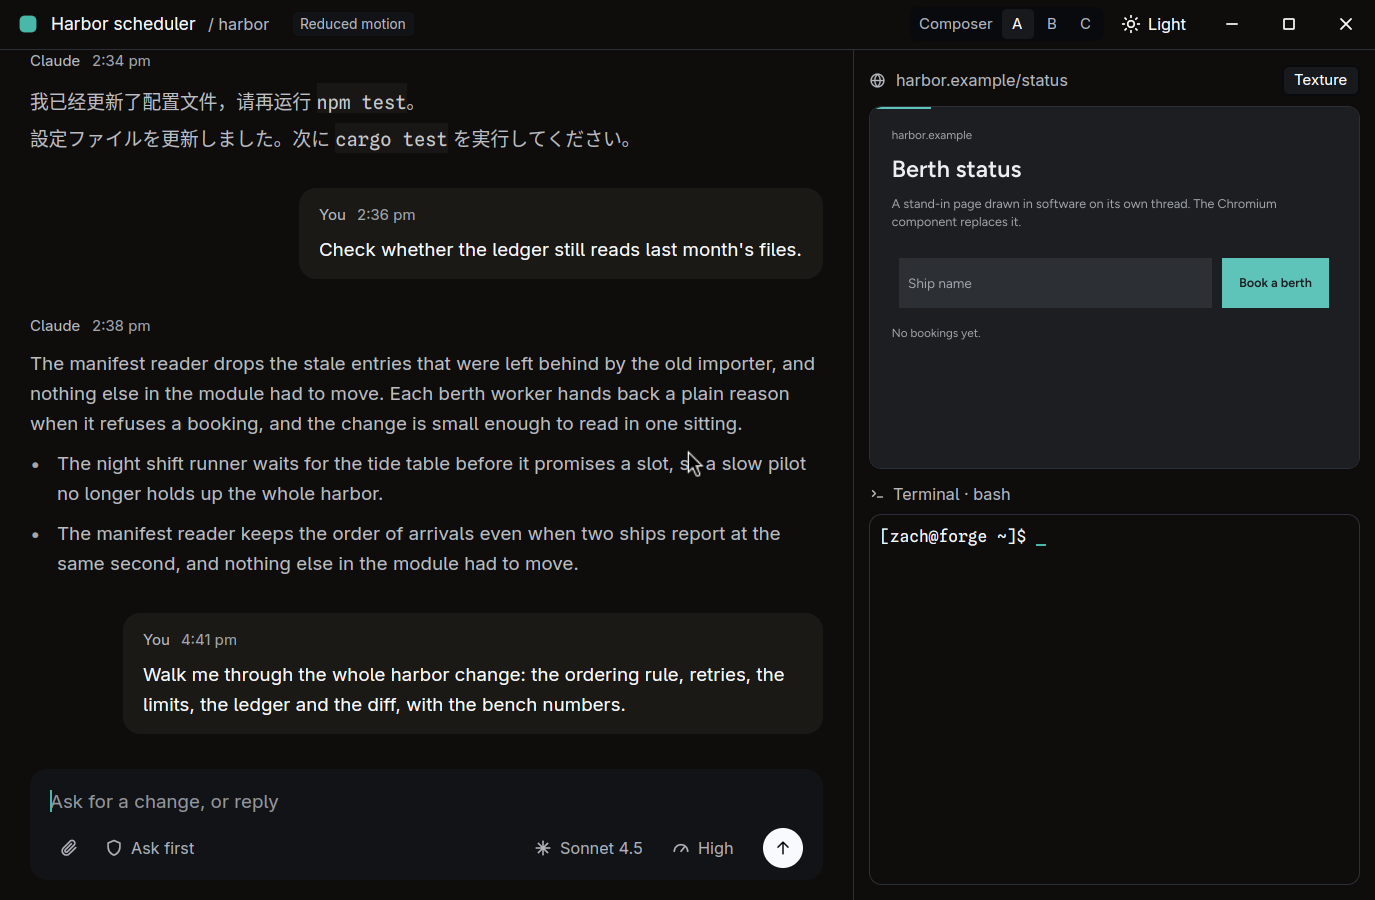 Harbor scheduler / harbor Reduced motion Composer A B C Light
Claude 2:34 pm
我已经更新了配置文件，请再运行 npm test。
設定ファイルを更新しました。次に cargo test を実行してください。
You 2:36 pm
Check whether the ledger still reads last month's files.
Claude 2:38 pm
The manifest reader drops the stale entries that were left behind by the old importer, and
nothing else in the module had to move. Each berth worker hands back a plain reason
when it refuses a booking, and the change is small enough to read in one sitting.
• The night shift runner waits for the tide table before it promises a slot, a slow pilot
no longer holds up the whole harbor.
• The manifest reader keeps the order of arrivals even when two ships report at the
same second, and nothing else in the module had to move.
You 4:41 pm
Walk me through the whole harbor change: the ordering rule, retries, the
limits, the ledger and the diff, with the bench numbers.
Ask for a change, or reply
Ask first Sonnet 4.5 High
harbor.example/status Texture
harbor.example
Berth status
A stand-in page drawn in software on its own thread. The Chromium
component replaces it.
Ship name Book a berth
No bookings yet.
Terminal · bash
[zach@forge ~]$ _